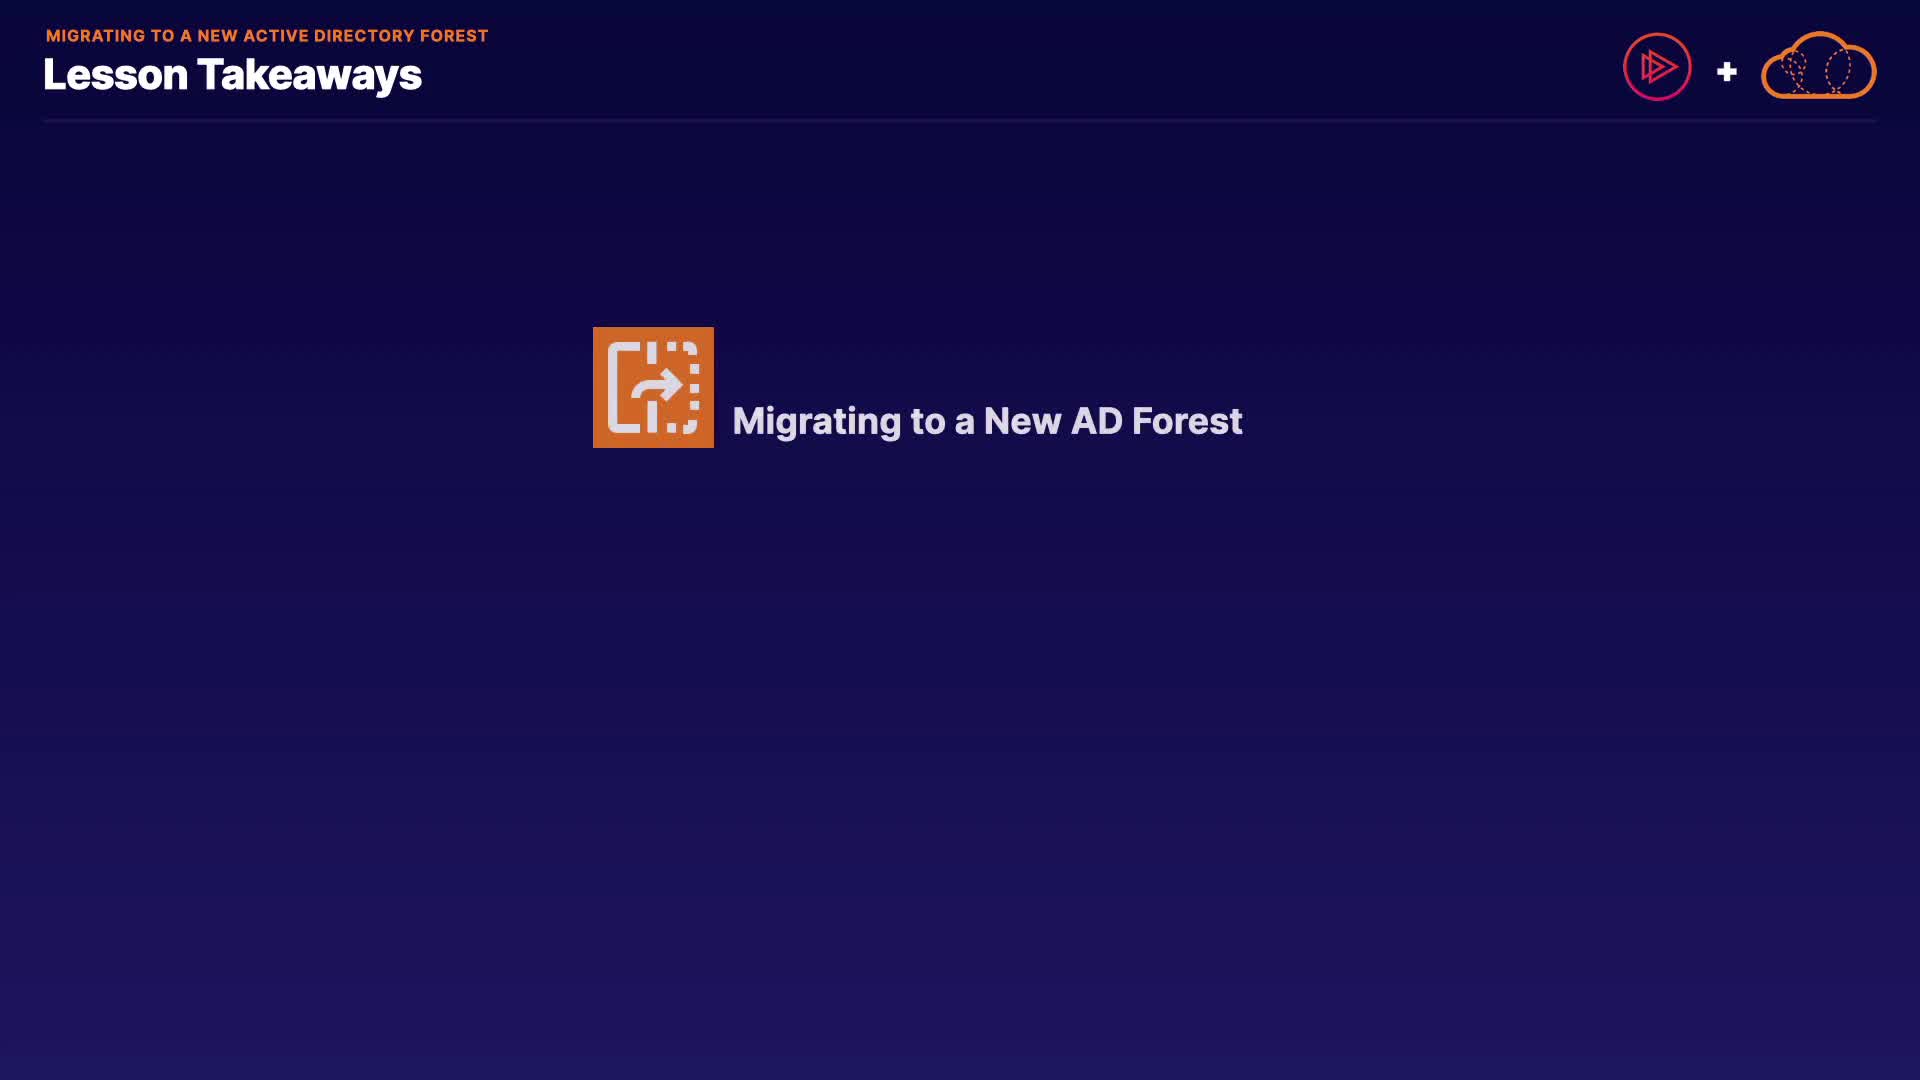 MIGRATING TO A NEW ACTIVE DIRECTORY FOREST
Lesson Takeaways
Migrating to a New AD Forest